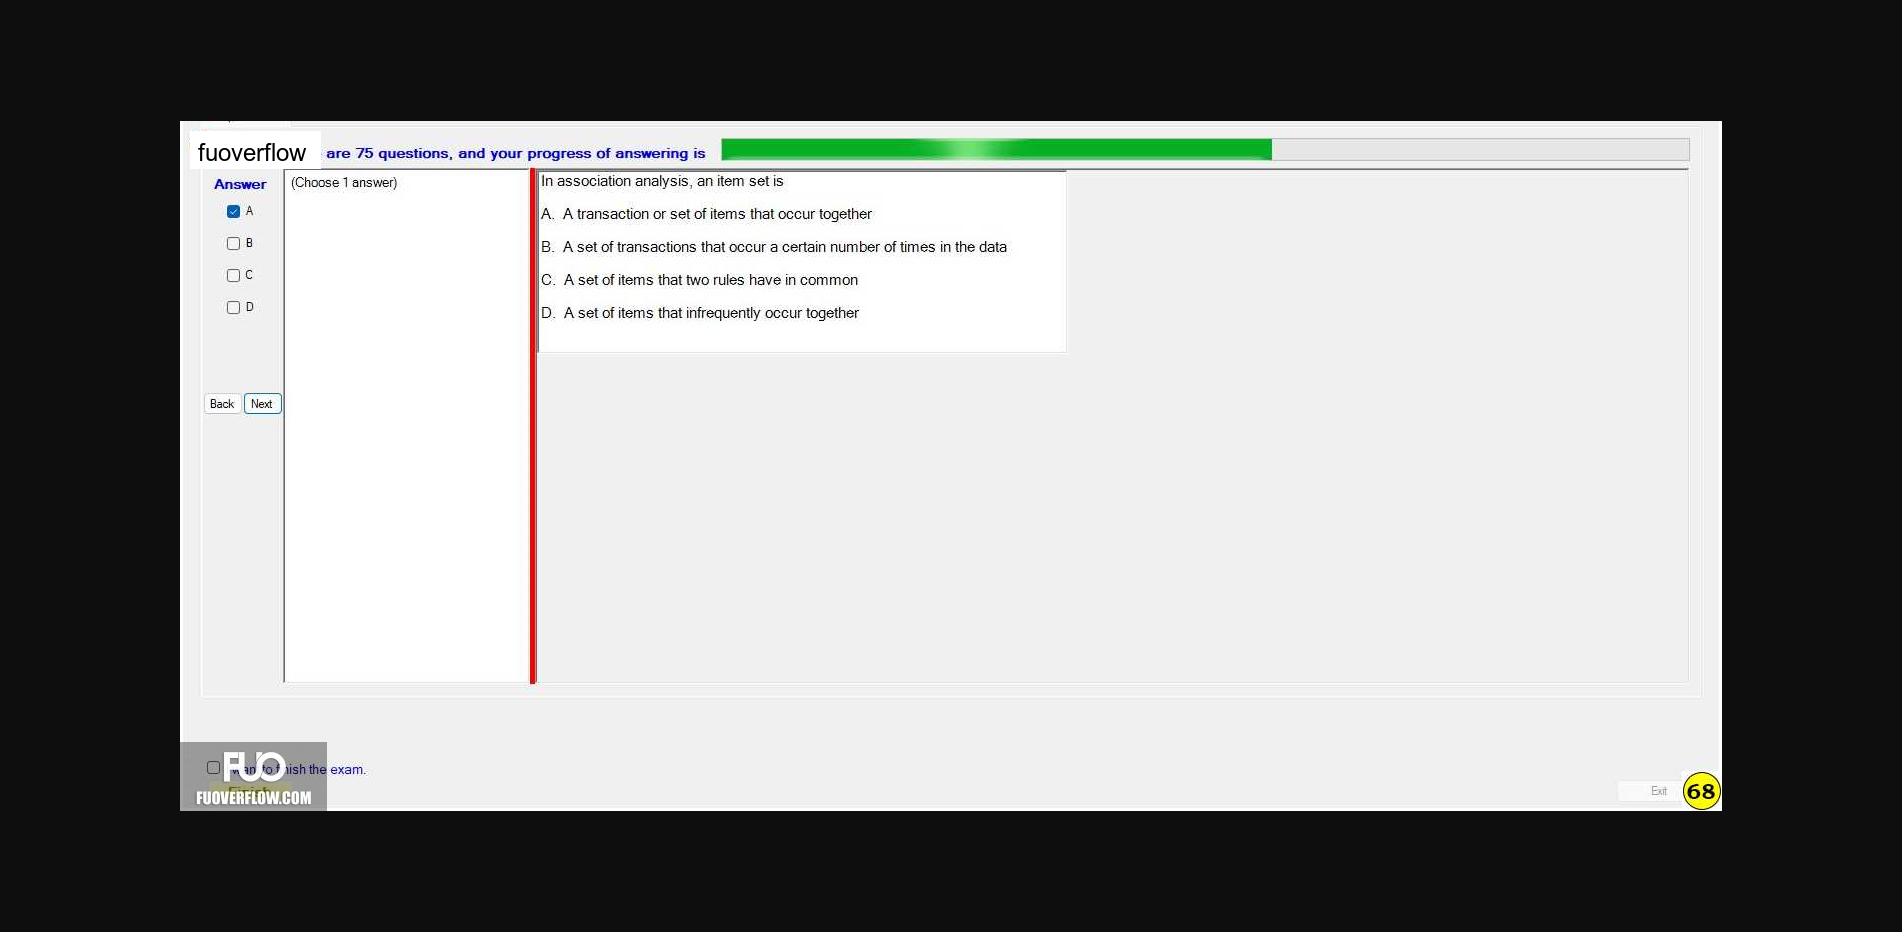 fuoverflow are 75 questions, and your progress of answering is
Answer
(Choose 1 answer)
A
B
C
D
Back Next
In association analysis, an item set is
A. A transaction or set of items that occur together
B. A set of transactions that occur a certain number of times in the data
C. A set of items that two rules have in common
D. A set of items that infrequently occur together
want to finish the exam.
Finish
FUO
FUOVERFLOW.COM
Exit 68